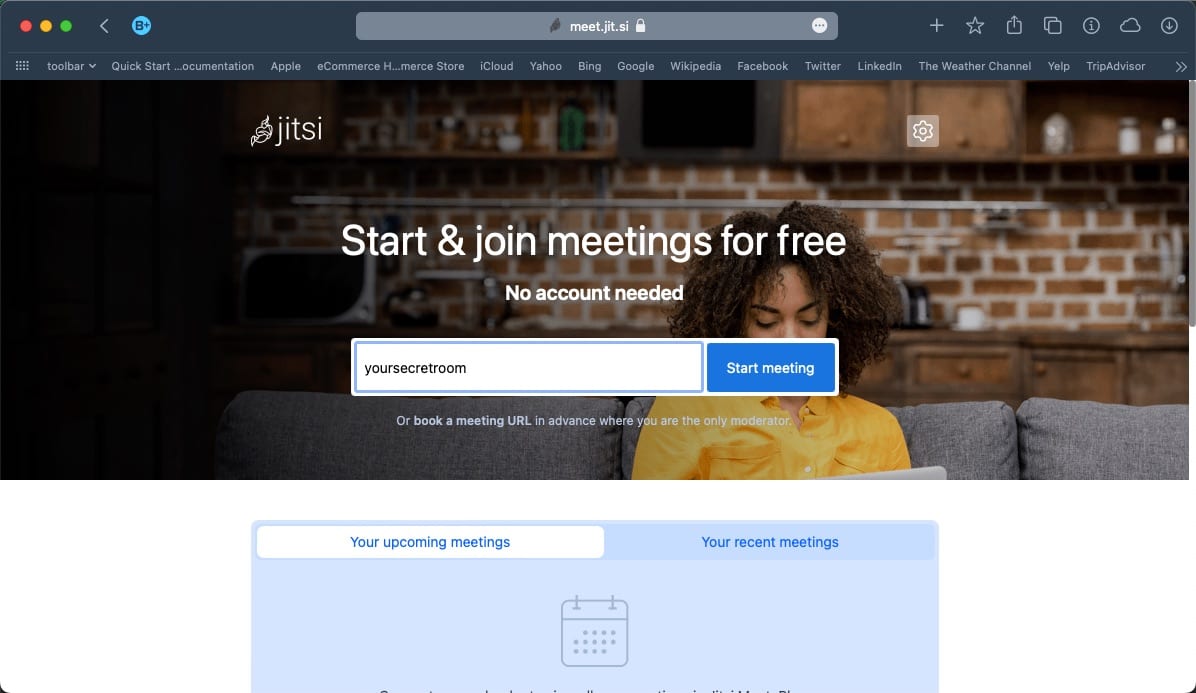 B+
meet.jit.si
toolbar Quick Start ...ocumentation Apple eCommerce H...merce Store iCloud Yahoo Bing Google Wikipedia Facebook Twitter LinkedIn The Weather Channel Yelp TripAdvisor
jitsi
Start & join meetings for free
No account needed
yoursecretroom Start meeting
Or book a meeting URL in advance where you are the only moderator.
Your upcoming meetings Your recent meetings